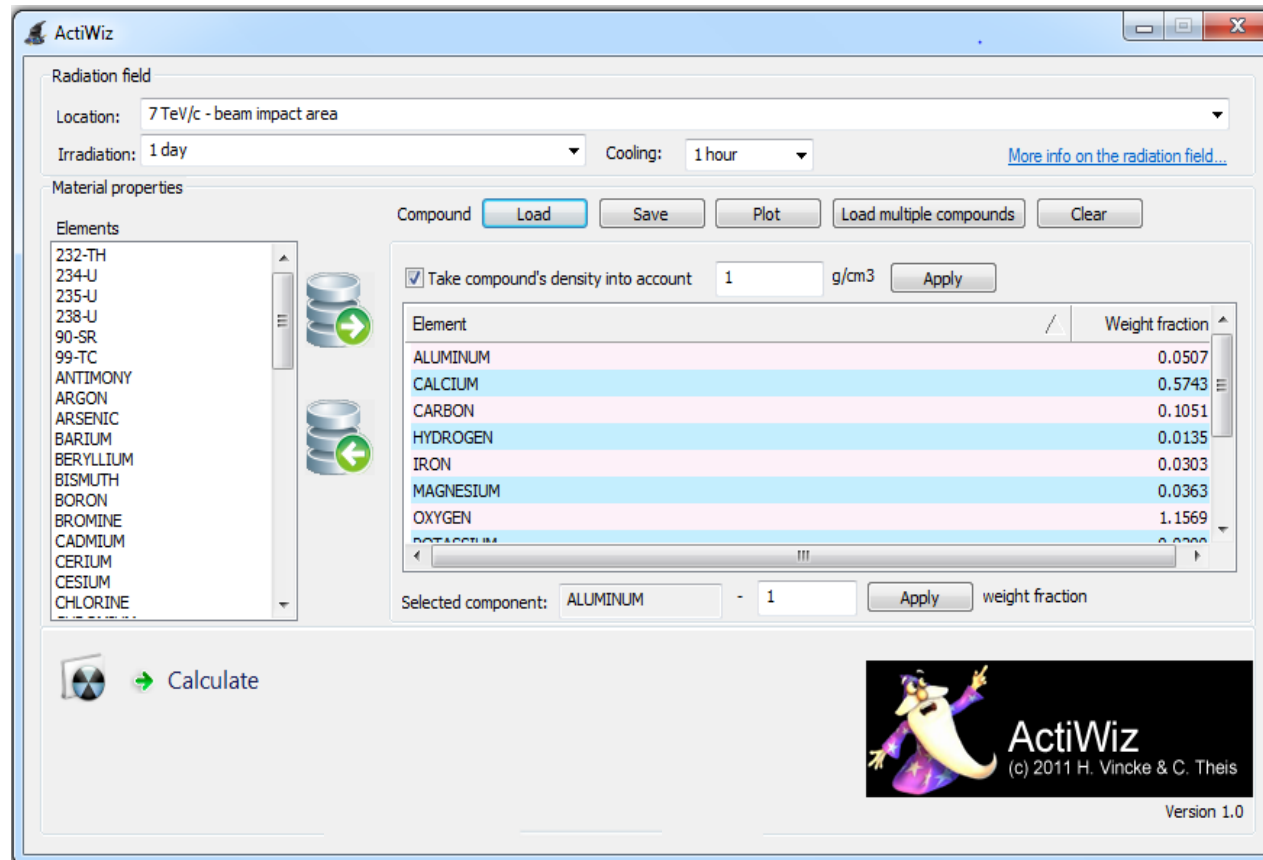 ActiWiz
Radiation field
Location: 7 TeV/c - beam impact area
Irradiation: 1 day Cooling: 1 hour More info on the radiation field...
Material properties
Compound Load Save Plot Load multiple compounds Clear
Elements
232-TH
234-U
235-U
238-U
90-SR
99-TC
ANTIMONY
ARGON
ARSENIC
BARIUM
BERYLLIUM
BISMUTH
BORON
BROMINE
CADMIUM
CERIUM
CESIUM
CHLORINE
Take compound's density into account 1 g/cm3 Apply
Element Weight fraction
ALUMINUM 0.0507
CALCIUM 0.5743
CARBON 0.1051
HYDROGEN 0.0135
IRON 0.0303
MAGNESIUM 0.0363
OXYGEN 1.1569
POTASSIUM
Selected component: ALUMINUM - 1 Apply weight fraction
Calculate
ActiWiz
(c) 2011 H. Vincke & C. Theis
Version 1.0